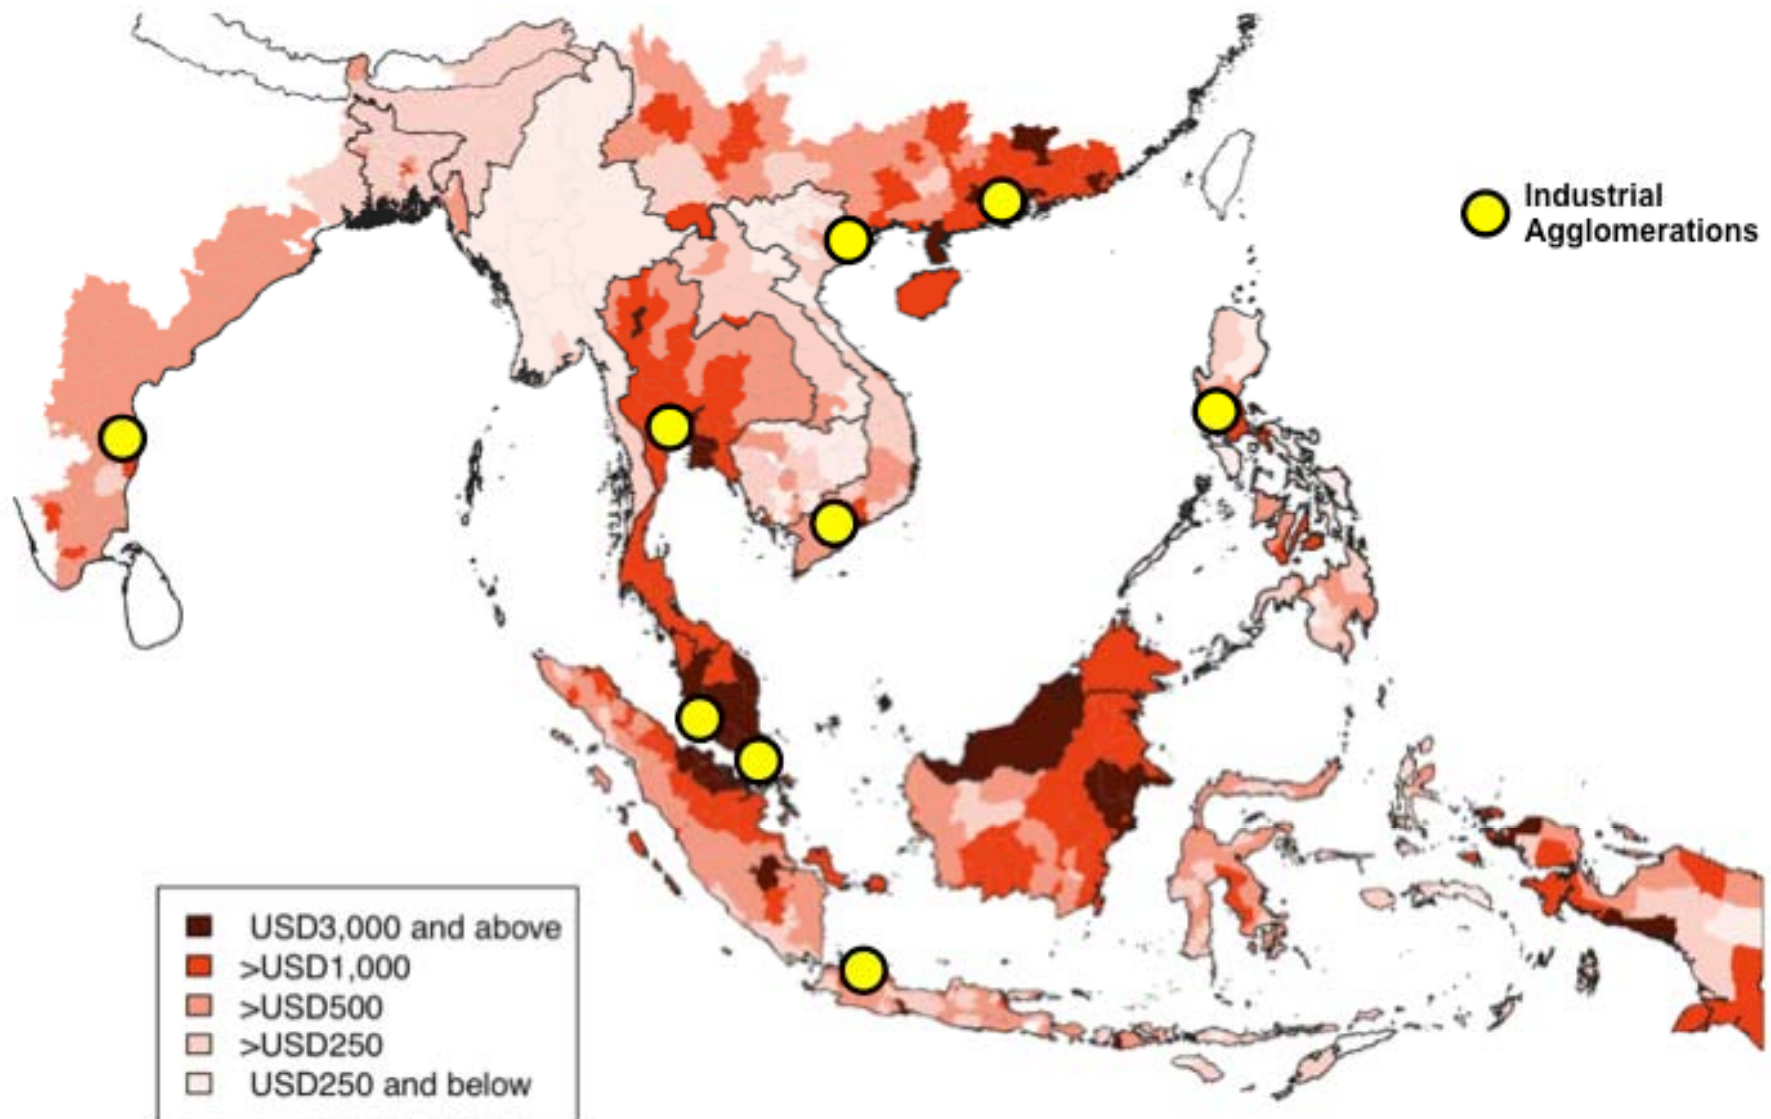 Industrial
Agglomerations
USD3,000 and above
>USD1,000
>USD500
>USD250
USD250 and below